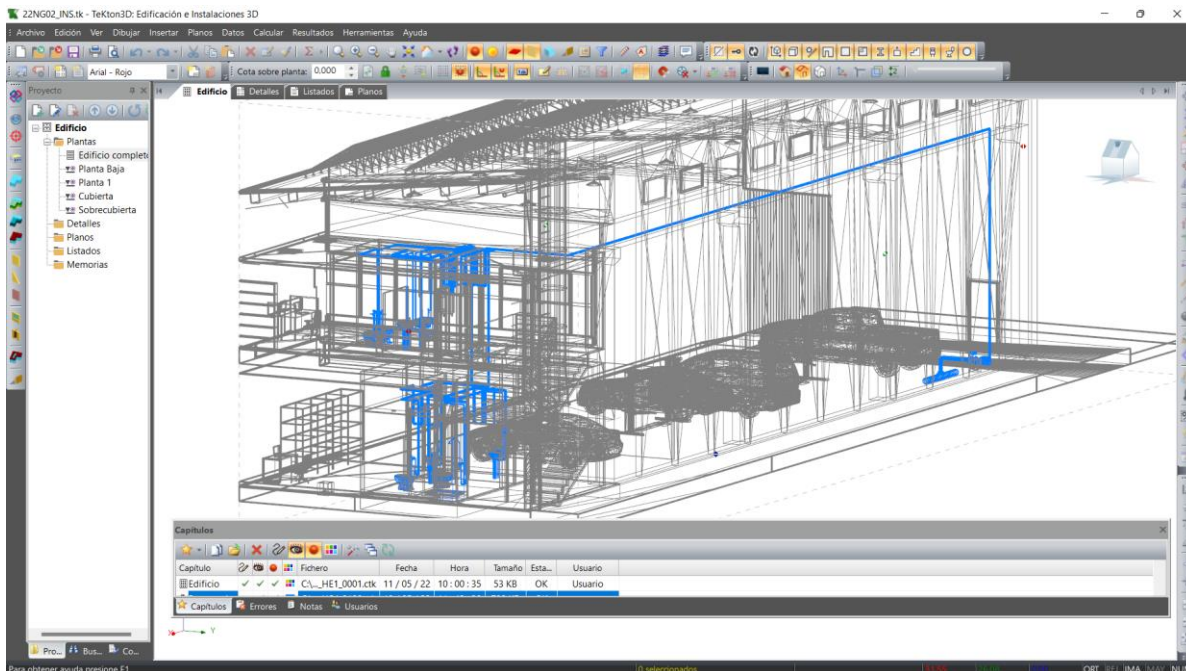 22NG02_INS.tk - TeKton3D: Edificación e Instalaciones 3D
Archivo Edición Ver Dibujar Insertar Planos Datos Calcular Resultados Herramientas Ayuda
Arial - Rojo Cota sobre planta: 0.000
Proyecto
Edificio Detalles Listados Planos
Edificio
Plantas
Edificio complet
Planta Baja
Planta 1
Cubierta
Sobrecubierta
Detalles
Planos
Listados
Memorias
Capítulos
Capítulo Fichero Fecha Hora Tamaño Esta... Usuario
Edificio C:\..._HE1_0001.ctk 11 / 05 / 22 10 : 00 : 35 53 KB OK Usuario
Capítulos Errores Notas Usuarios
X Y
Pro... Bus... Co...
Para obtener ayuda presione F1 0 seleccionados ORT REJ IMA MAY NU